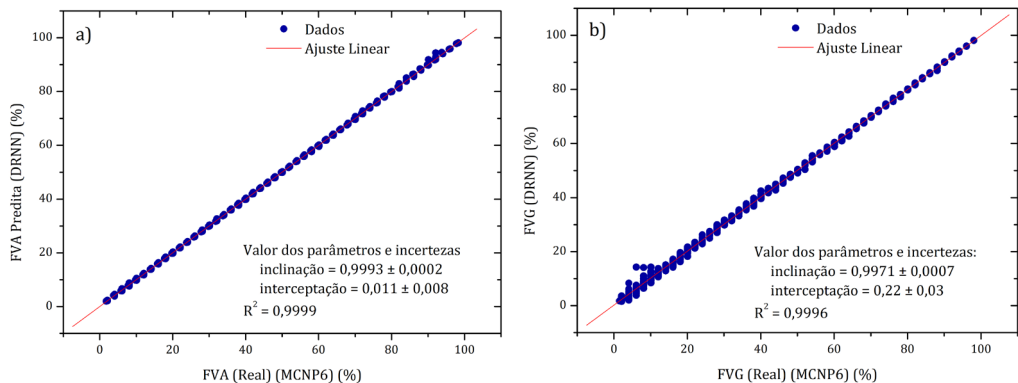 a)
Dados
Ajuste Linear
100
80
60
40
20
0
FVA Predita (DRNN) (%)
Valor dos parâmetros e incertezas
inclinação = 0,9993 ± 0,0002
interceptação = 0,011 ± 0,008
R² = 0,9999
0 20 40 60 80 100
FVA (Real) (MCNP6) (%)
b)
Dados
Ajuste Linear
100
80
60
40
20
0
FVG (DRNN) (%)
Valor dos parâmetros e incertezas:
inclinação = 0,9971 ± 0,0007
interceptação = 0,22 ± 0,03
R² = 0,9996
0 20 40 60 80 100
FVG (Real) (MCNP6) (%)